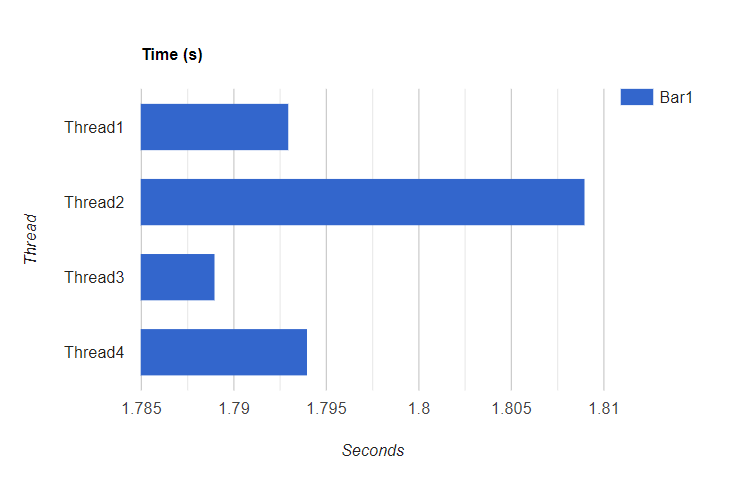 Time (s)
Bar1
Thread1
Thread2
Thread3
Thread4
Thread
1.785 1.79 1.795 1.8 1.805 1.81
Seconds